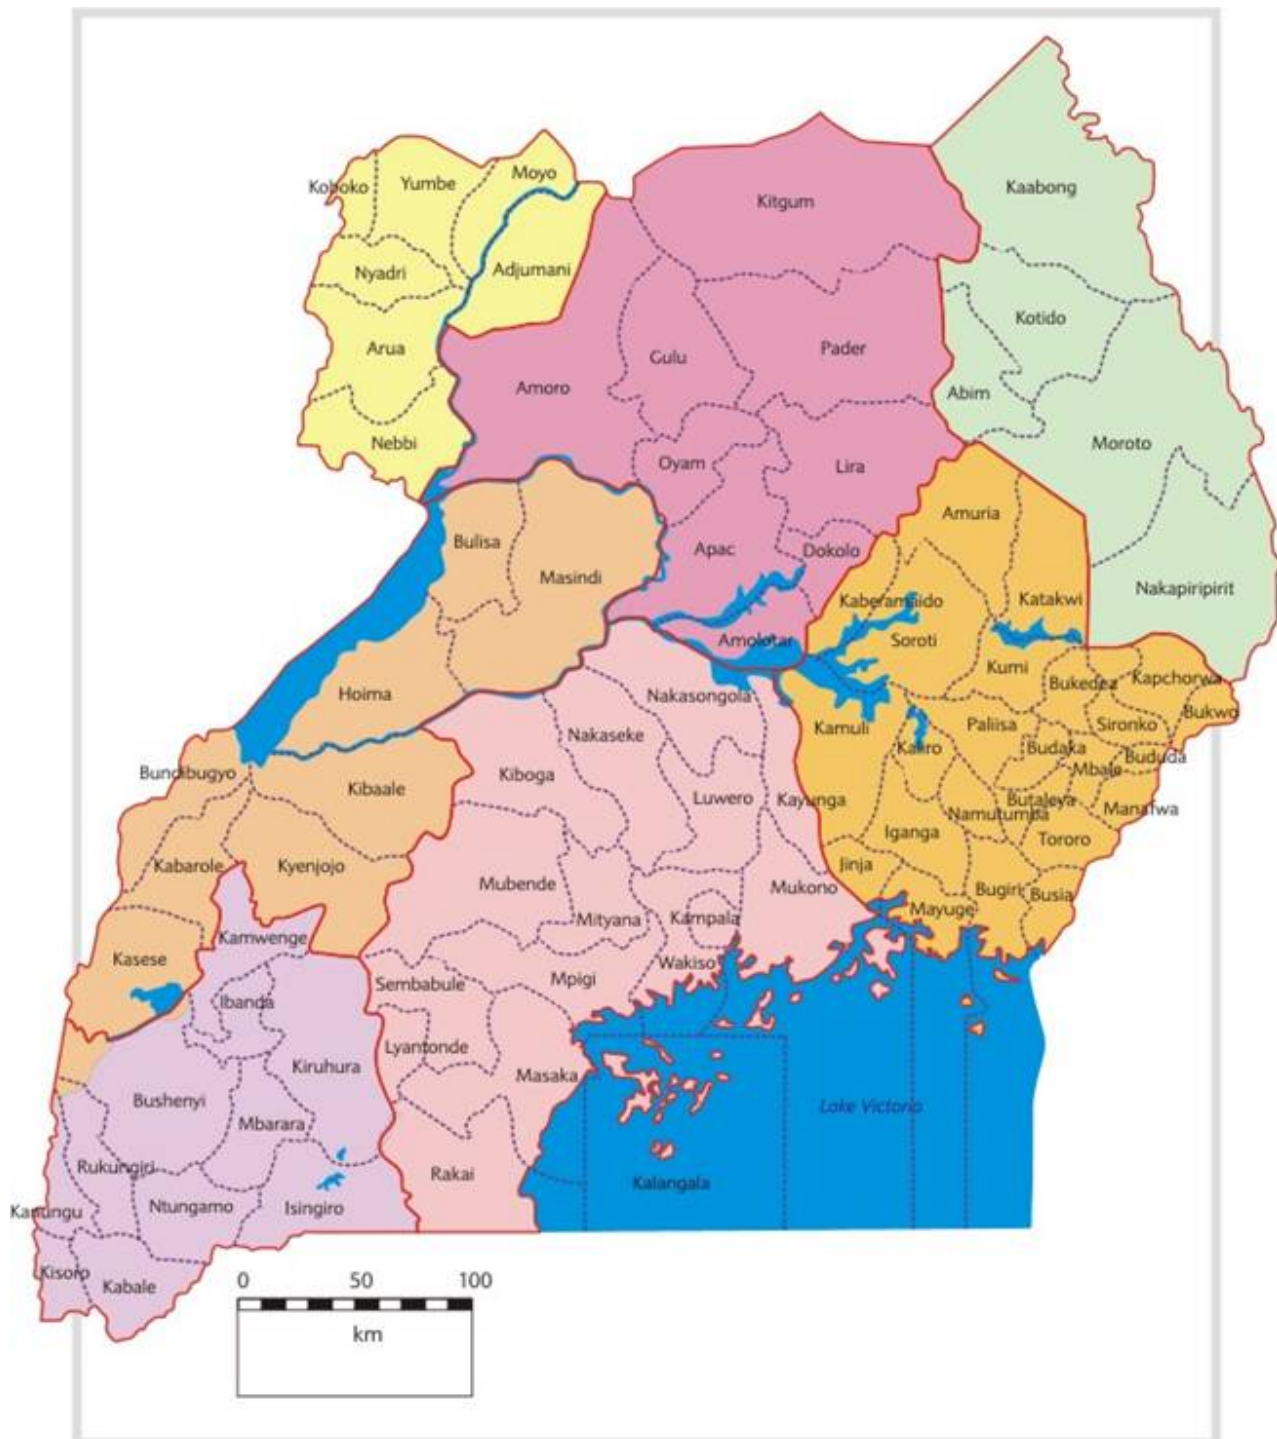 Koboko
Yumbe
Moyo
Kitgum
Kaabong
Nyadri
Adjumani
Kotido
Arua
Gulu
Pader
Amoro
Abim
Nebbi
Moroto
Oyam
Lira
Amuria
Bulisa
Apac
Dokolo
Masindi
Nakapiripirit
Kaberamaido
Katakwi
Amolotar
Soroti
Kumi
Kapchorwa
Bukedea
Hoima
Nakasongola
Bukwo
Nakaseke
Kamuli
Paliisa
Sironko
Kaliro
Budaka
Bududa
Bundibugyo
Kiboga
Mbale
Kibaale
Luwero
Kayunga
Butaleya
Manafwa
Namutumba
Iganga
Tororo
Kabarole
Kyenjojo
Jinja
Mubende
Mukono
Bugiri
Busia
Mityana
Kampala
Mayuge
Kamwenge
Kasese
Wakiso
Sembabule
Mpigi
Ibanda
Lyantonde
Kiruhura
Masaka
Bushenyi
Lake Victoria
Mbarara
Rukungiri
Rakai
Kalangala
Kanungu
Ntungamo
Isingiro
Kisoro
Kabale
0 50 100
km